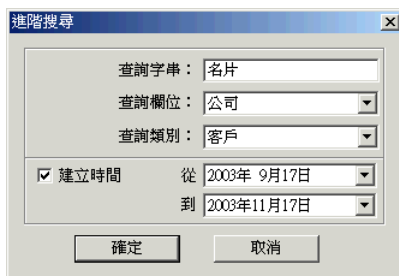 進階搜尋
查詢字串： 名片
查詢欄位： 公司
查詢類別： 客戶
建立時間 從 2003年 9月17日
到 2003年11月17日
確定 取消